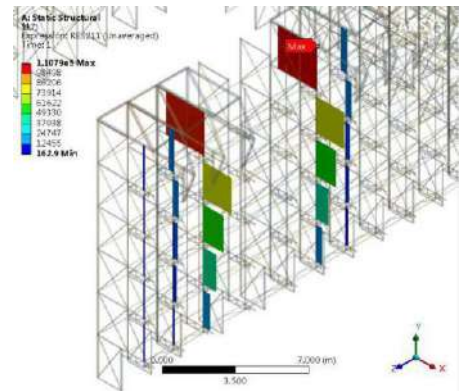 A: Static Structural
Expression: RES911 (Unaveraged)
Time: 1
1.1079e5 Max
98498
86206
73914
61622
49330
37038
24747
12455
162.9 Min
Max
0.000
7.000 (m)
3.500
Y
Z
X